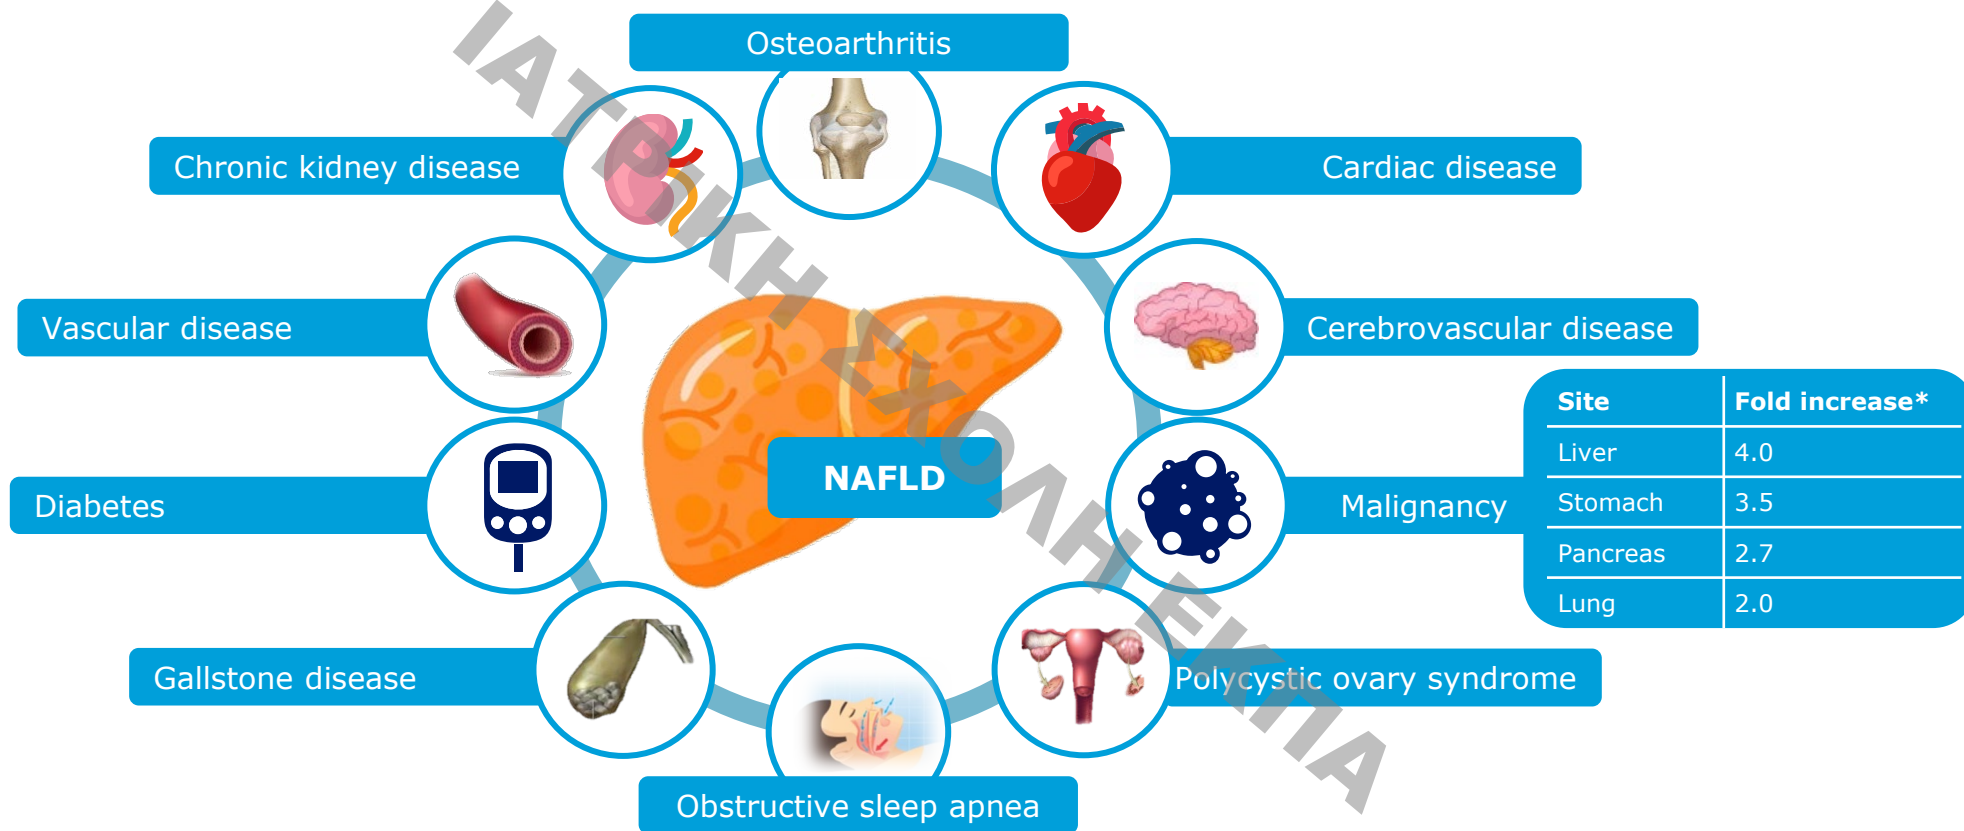 Osteoarthritis
Chronic kidney disease
Cardiac disease
Vascular disease
Cerebrovascular disease
Site Fold increase*
Liver 4.0
Stomach 3.5
Pancreas 2.7
Lung 2.0
NAFLD
Diabetes
Malignancy
Gallstone disease
Polycystic ovary syndrome
Obstructive sleep apnea
ΙΑΤΡΙΚΗ ΣΧΟΛΗ ΕΚΠΑ